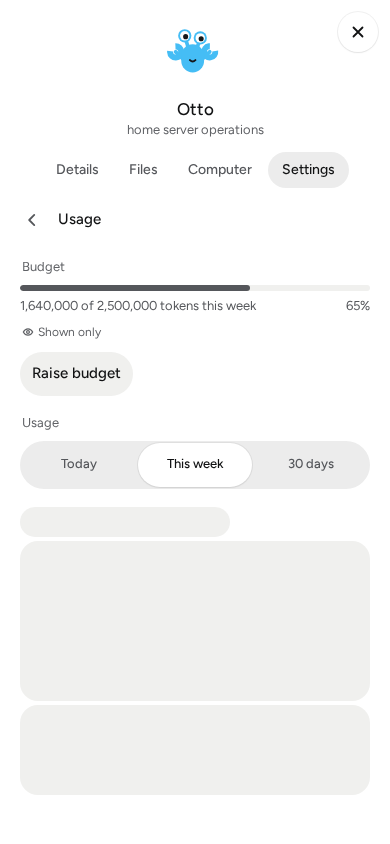 Otto
home server operations
Details Files Computer Settings
Usage
Budget
1,640,000 of 2,500,000 tokens this week 65%
Shown only
Raise budget
Usage
Today This week 30 days